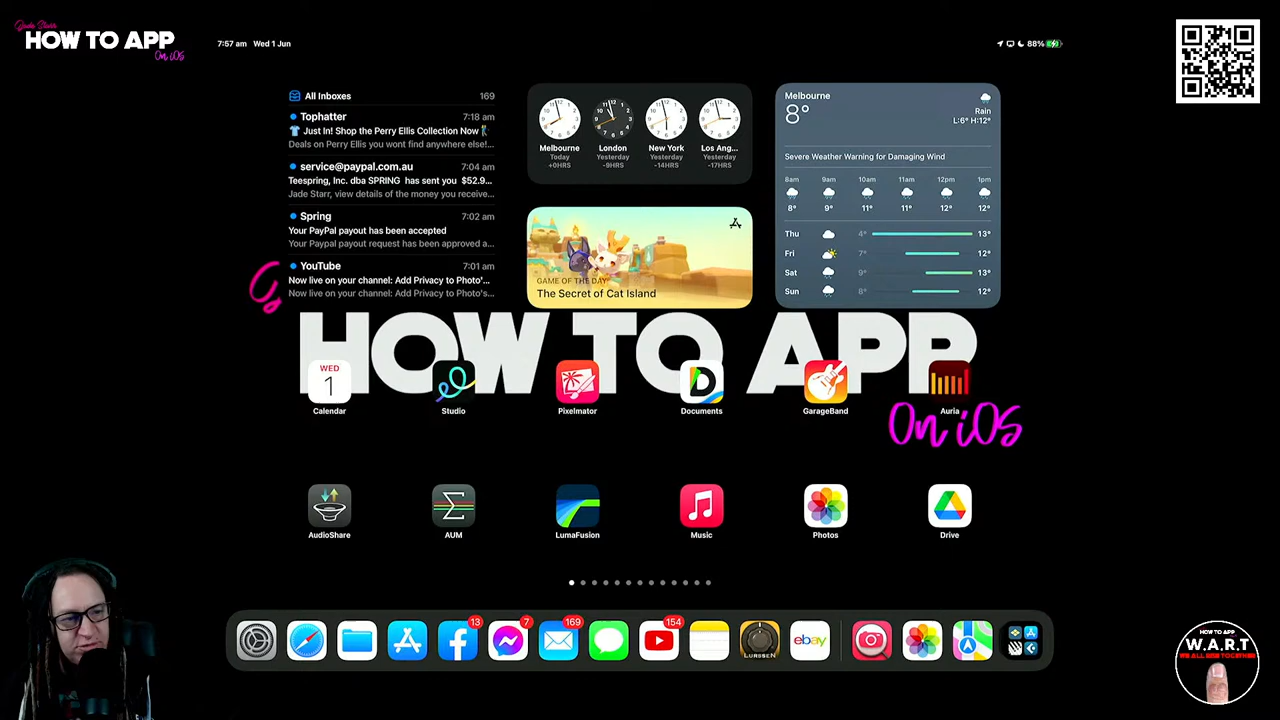 Jade Starr
HOW TO APP
On iOS
7:57 am Wed 1 Jun
88%
All Inboxes 169
Tophatter 7:18 am
Just In! Shop the Perry Ellis Collection Now
Deals on Perry Ellis you wont find anywhere else!...
service@paypal.com.au 7:04 am
Teespring, Inc. dba SPRING has sent you $52.9...
Jade Starr, view details of the money you receive...
Spring 7:02 am
Your PayPal payout has been accepted
Your Paypal payout request has been approved a...
YouTube 7:01 am
Now live on your channel: Add Privacy to Photo'...
Now live on your channel: Add Privacy to Photo's...
Melbourne London New York Los Ang...
Today Yesterday Yesterday Yesterday
+0HRS -9HRS -14HRS -17HRS
GAME OF THE DAY
The Secret of Cat Island
Melbourne
8°
Rain
L:6° H:12°
Severe Weather Warning for Damaging Wind
8am 9am 10am 11am 12pm 1pm
8° 9° 11° 11° 12° 12°
Thu 4° 13°
Fri 7° 12°
Sat 9° 13°
Sun 11° 12°
HOW TO APP
On iOS
WED
1
Calendar Studio Pixelmator Documents GarageBand Auria
AudioShare AUM LumaFusion Music Photos Drive
13 7 169 154
LURSSEN
ebay
HOW TO APP
W.A.R.T
WE ALL RISE TOGETHER